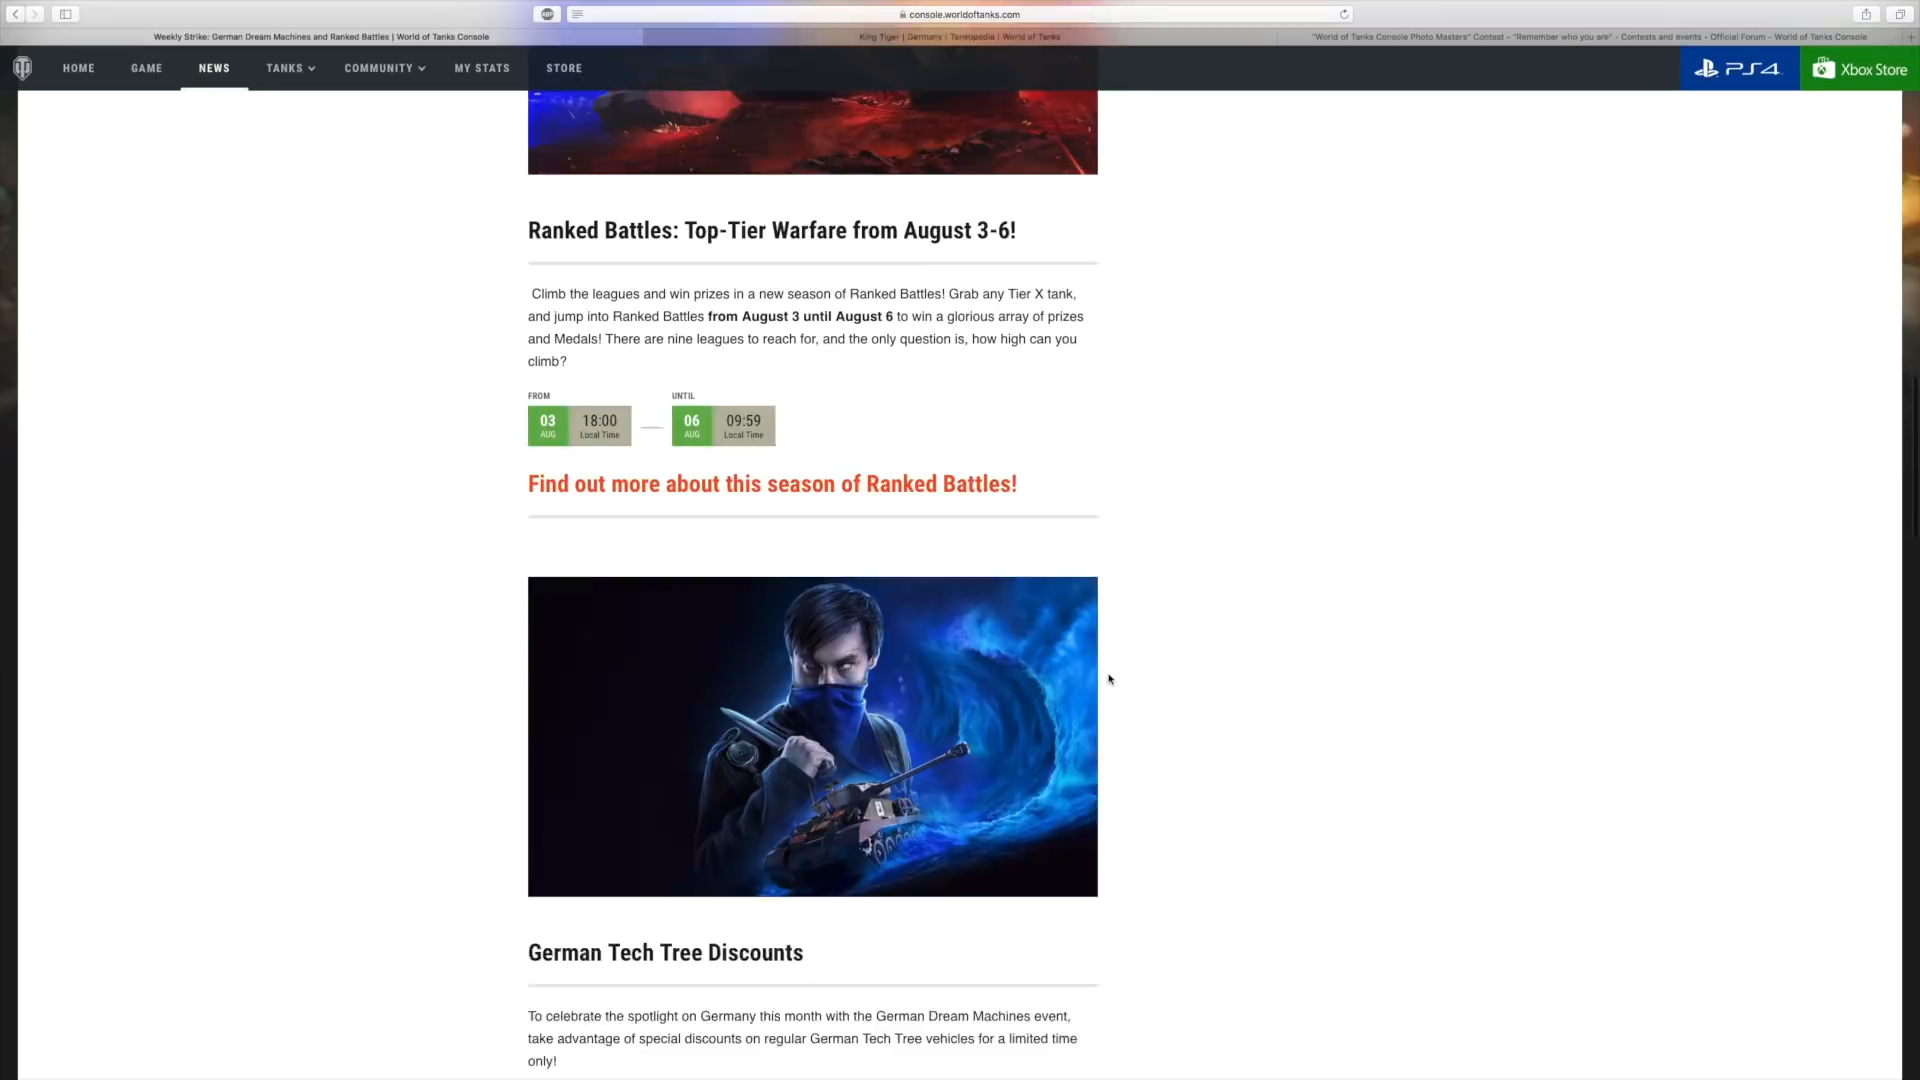 console.worldoftanks.com
Weekly Strike: German Dream Machines and Ranked Battles | World of Tanks Console
King Tiger | Germany | Tankopedia | World of Tanks
"World of Tanks Console Photo Masters" Contest - "Remember who you are" - Contests and events - Official Forum - World of Tanks Console
HOME
GAME
NEWS
TANKS
COMMUNITY
MY STATS
STORE
PS4
Xbox Store
Ranked Battles: Top-Tier Warfare from August 3-6!
Climb the leagues and win prizes in a new season of Ranked Battles! Grab any Tier X tank,
and jump into Ranked Battles from August 3 until August 6 to win a glorious array of prizes
and Medals! There are nine leagues to reach for, and the only question is, how high can you
climb?
FROM
UNTIL
03 18:00
AUG Local Time
06 09:59
AUG Local Time
Find out more about this season of Ranked Battles!
German Tech Tree Discounts
To celebrate the spotlight on Germany this month with the German Dream Machines event,
take advantage of special discounts on regular German Tech Tree vehicles for a limited time
only!